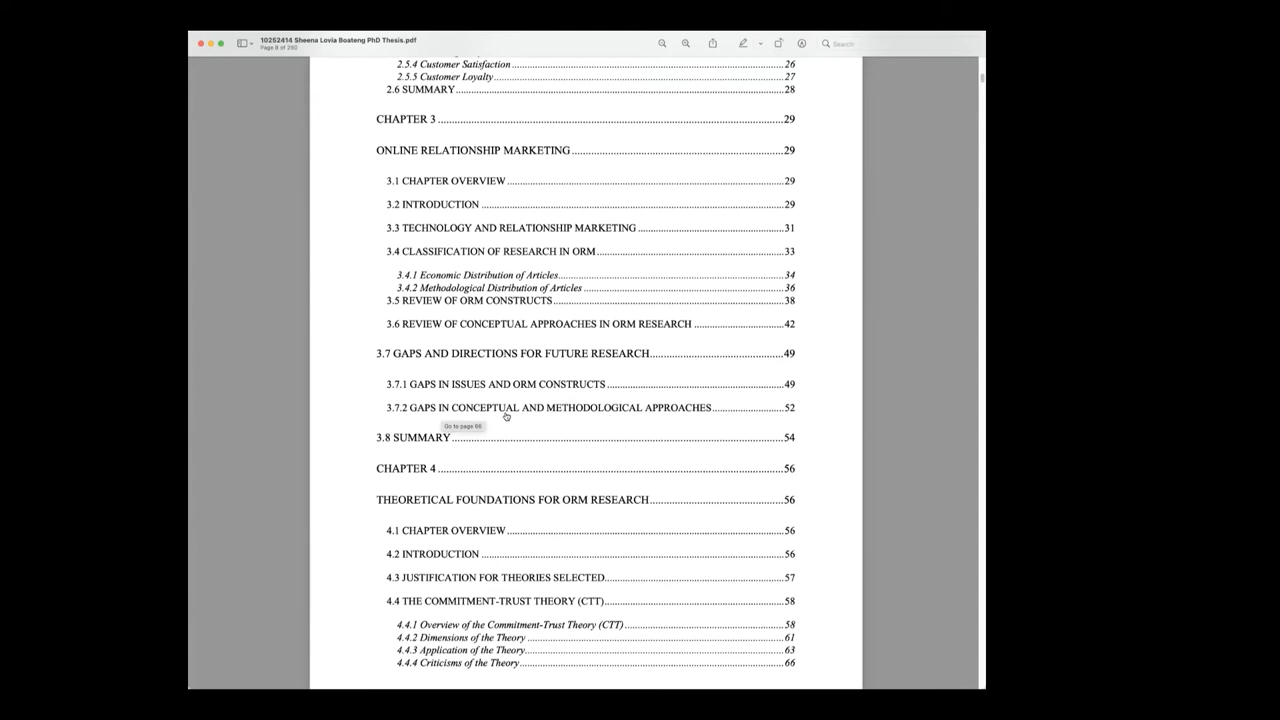 10252414 Sheena Lovia Boateng PhD Thesis.pdf
Page 8 of 260
Search
2.5.4 Customer Satisfaction 26
2.5.5 Customer Loyalty 27
2.6 SUMMARY 28
CHAPTER 3 29
ONLINE RELATIONSHIP MARKETING 29
3.1 CHAPTER OVERVIEW 29
3.2 INTRODUCTION 29
3.3 TECHNOLOGY AND RELATIONSHIP MARKETING 31
3.4 CLASSIFICATION OF RESEARCH IN ORM 33
3.4.1 Economic Distribution of Articles 34
3.4.2 Methodological Distribution of Articles 36
3.5 REVIEW OF ORM CONSTRUCTS 38
3.6 REVIEW OF CONCEPTUAL APPROACHES IN ORM RESEARCH 42
3.7 GAPS AND DIRECTIONS FOR FUTURE RESEARCH 49
3.7.1 GAPS IN ISSUES AND ORM CONSTRUCTS 49
3.7.2 GAPS IN CONCEPTUAL AND METHODOLOGICAL APPROACHES 52
Go to page 66
3.8 SUMMARY 54
CHAPTER 4 56
THEORETICAL FOUNDATIONS FOR ORM RESEARCH 56
4.1 CHAPTER OVERVIEW 56
4.2 INTRODUCTION 56
4.3 JUSTIFICATION FOR THEORIES SELECTED 57
4.4 THE COMMITMENT-TRUST THEORY (CTT) 58
4.4.1 Overview of the Commitment-Trust Theory (CTT) 58
4.4.2 Dimensions of the Theory 61
4.4.3 Application of the Theory 63
4.4.4 Criticisms of the Theory 66